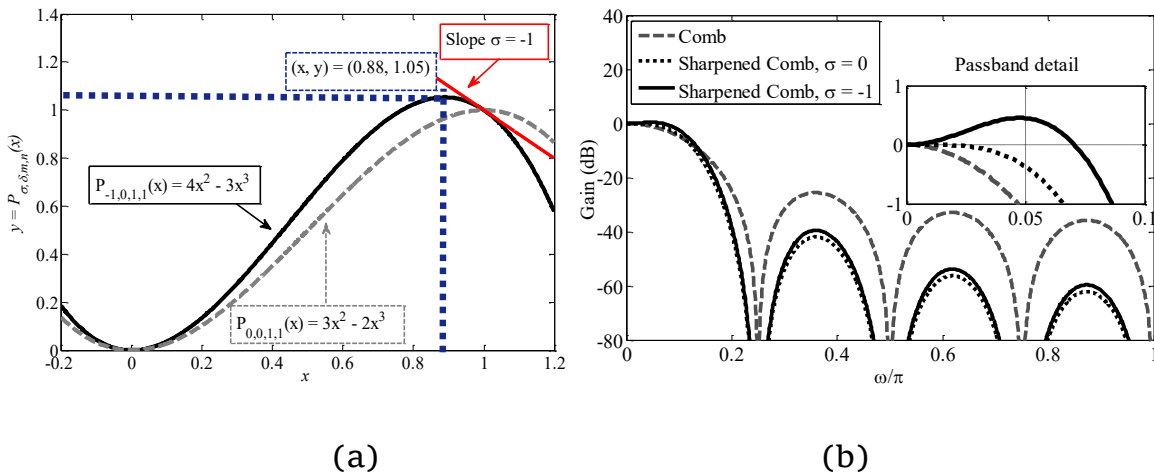 1.4
1.2
1
0.8
0.6
0.4
0.2
0
-0.2
0
0.2
0.4
0.6
0.8
1
1.2
x
y = Pσ,δ,m,n(x)
Slope σ = -1
(x, y) = (0.88, 1.05)
P-1,0,1,1(x) = 4x² - 3x³
P0,0,1,1(x) = 3x² - 2x³
(a)
Comb
Sharpened Comb, σ = 0
Sharpened Comb, σ = -1
Passband detail
1
0
-1
0
0.05
0.1
20
0
-20
-40
-60
-80
0
0.2
0.4
0.6
0.8
1
Gain (dB)
ω/π
(b)